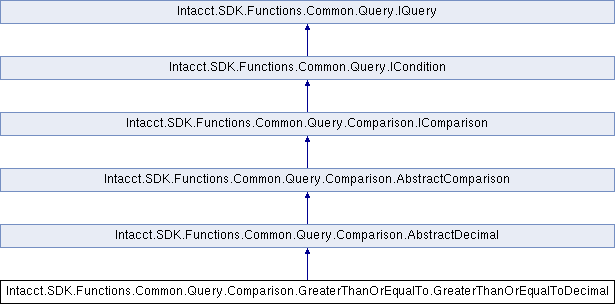 Intacct.SDK.Functions.Common.Query.IQuery
Intacct.SDK.Functions.Common.Query.ICondition
Intacct.SDK.Functions.Common.Query.Comparison.IComparison
Intacct.SDK.Functions.Common.Query.Comparison.AbstractComparison
Intacct.SDK.Functions.Common.Query.Comparison.AbstractDecimal
Intacct.SDK.Functions.Common.Query.Comparison.GreaterThanOrEqualTo.GreaterThanOrEqualToDecimal